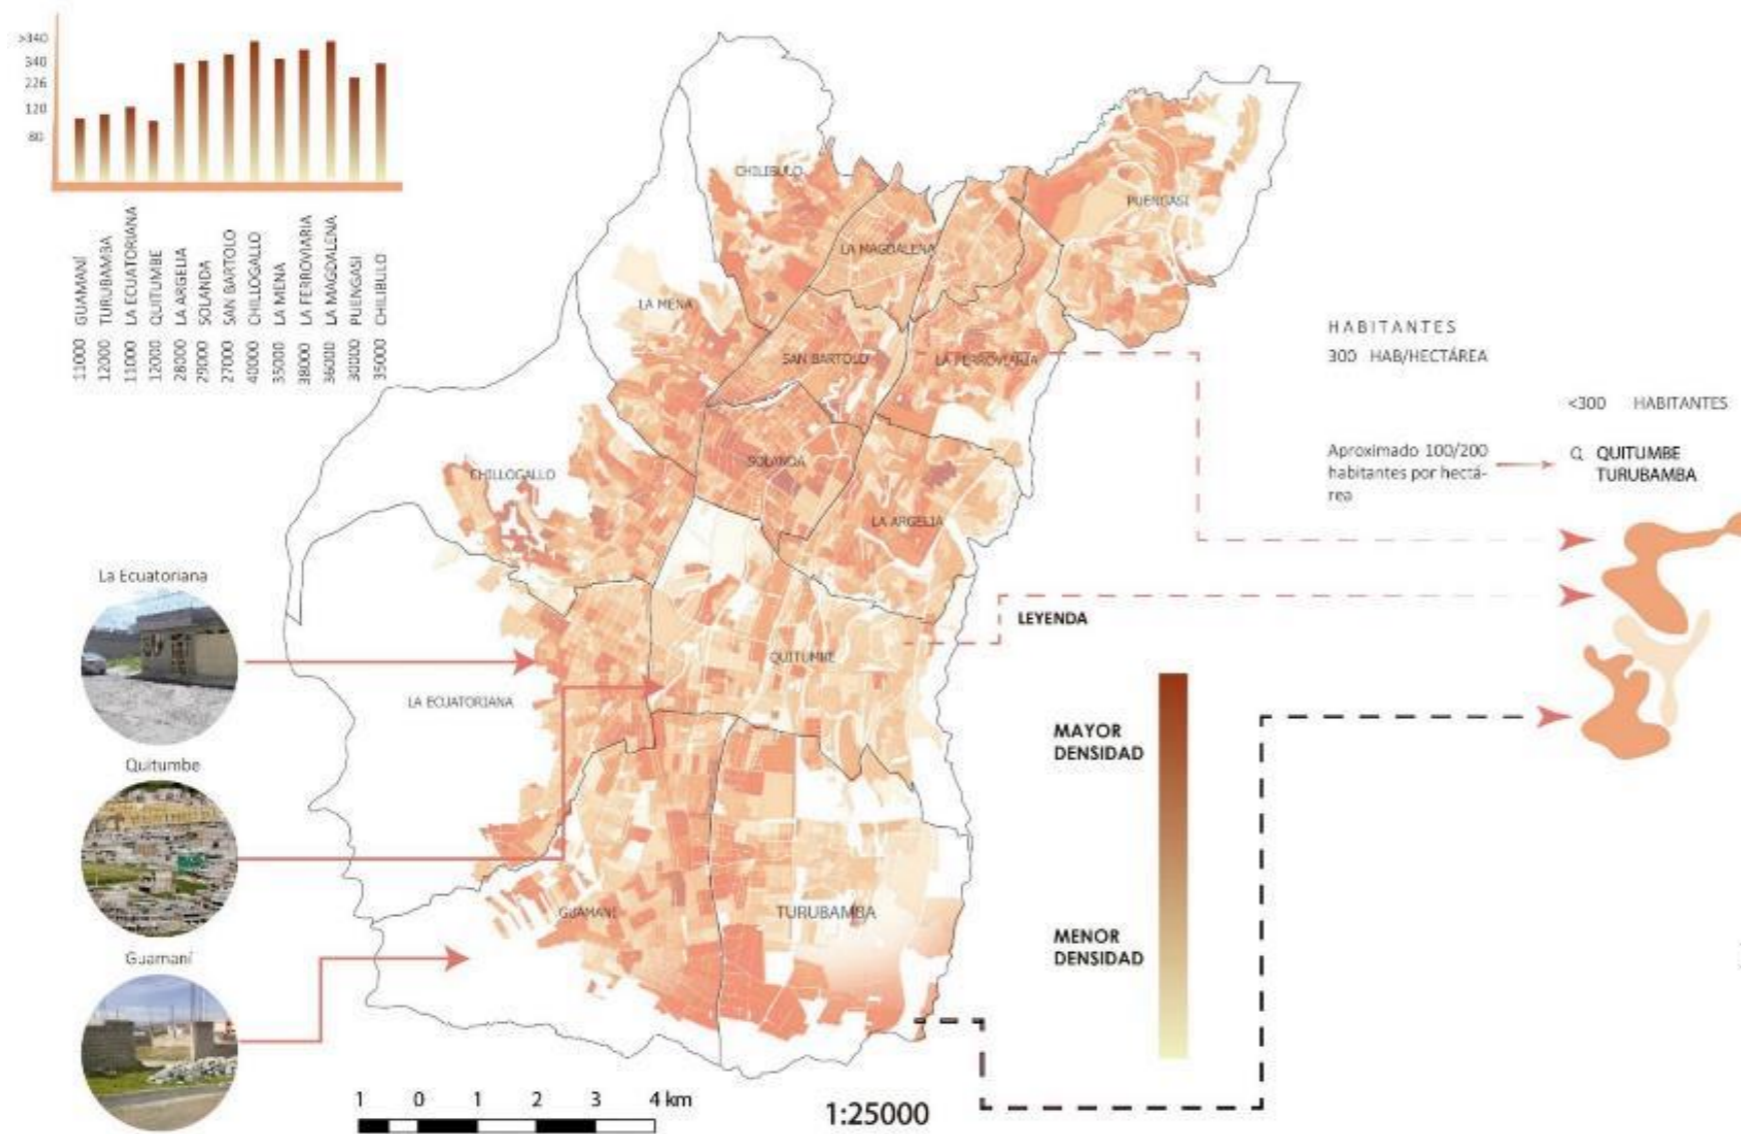 >340
340
226
120
80
11000 GUAMANÍ
12000 TURUBAMBA
11000 LA ECUATORIANA
12000 QUITUMBE
28000 LA ARGELIA
29000 SOLANDA
27000 SAN BARTOLO
40000 CHILLOGALLO
35000 LA MENA
38000 LA FERROVIARIA
36000 LA MAGDALENA
30000 PUENGASI
35000 CHILIBULO
CHILIBULO
PUENGASI
LA MAGDALENA
LA MENA
SAN BARTOLO
LA FERROVIARIA
SOLANDA
CHILLOGALLO
LA ARGELIA
QUITUMBE
LA ECUATORIANA
GUAMANI
TURUBAMBA
HABITANTES
300 HAB/HECTÁREA
<300 HABITANTES
Aproximado 100/200
habitantes por hectá-
rea
QUITUMBE
TURUBAMBA
La Ecuatoriana
Quitumbe
Guamaní
LEYENDA
MAYOR
DENSIDAD
MENOR
DENSIDAD
1 0 1 2 3 4 km
1:25000